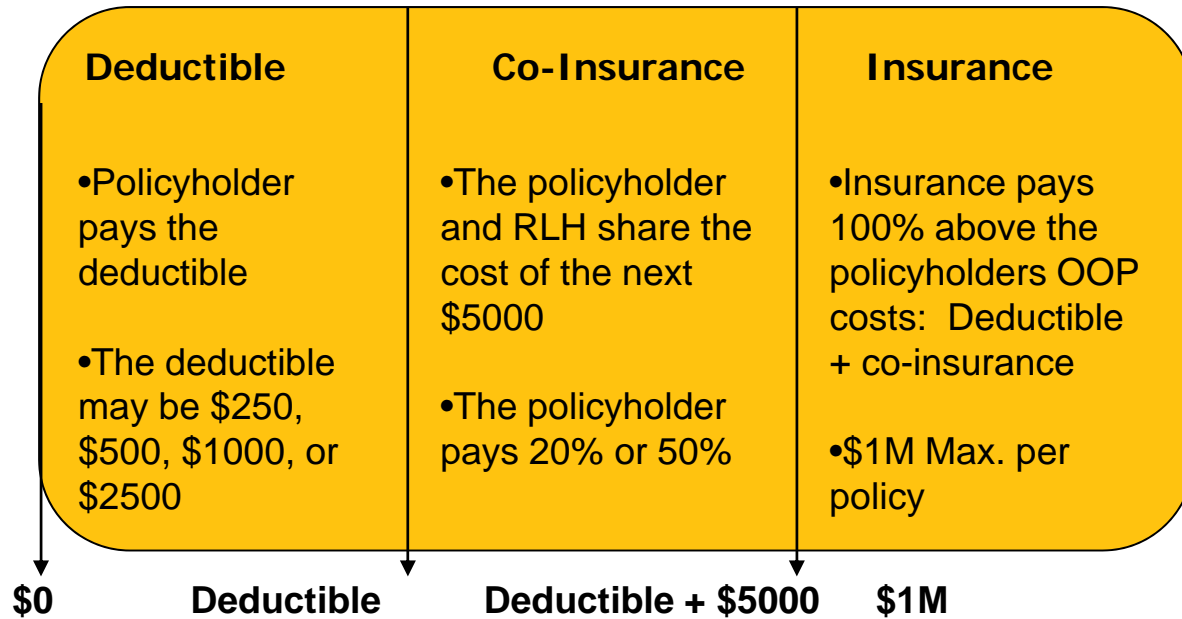 Deductible
•Policyholder
pays the
deductible
•The deductible
may be $250,
$500, $1000, or
$2500
Co-Insurance
•The policyholder
and RLH share the
cost of the next
$5000
•The policyholder
pays 20% or 50%
Insurance
•Insurance pays
100% above the
policyholders OOP
costs: Deductible
+ co-insurance
•$1M Max. per
policy
$0 Deductible Deductible + $5000 $1M